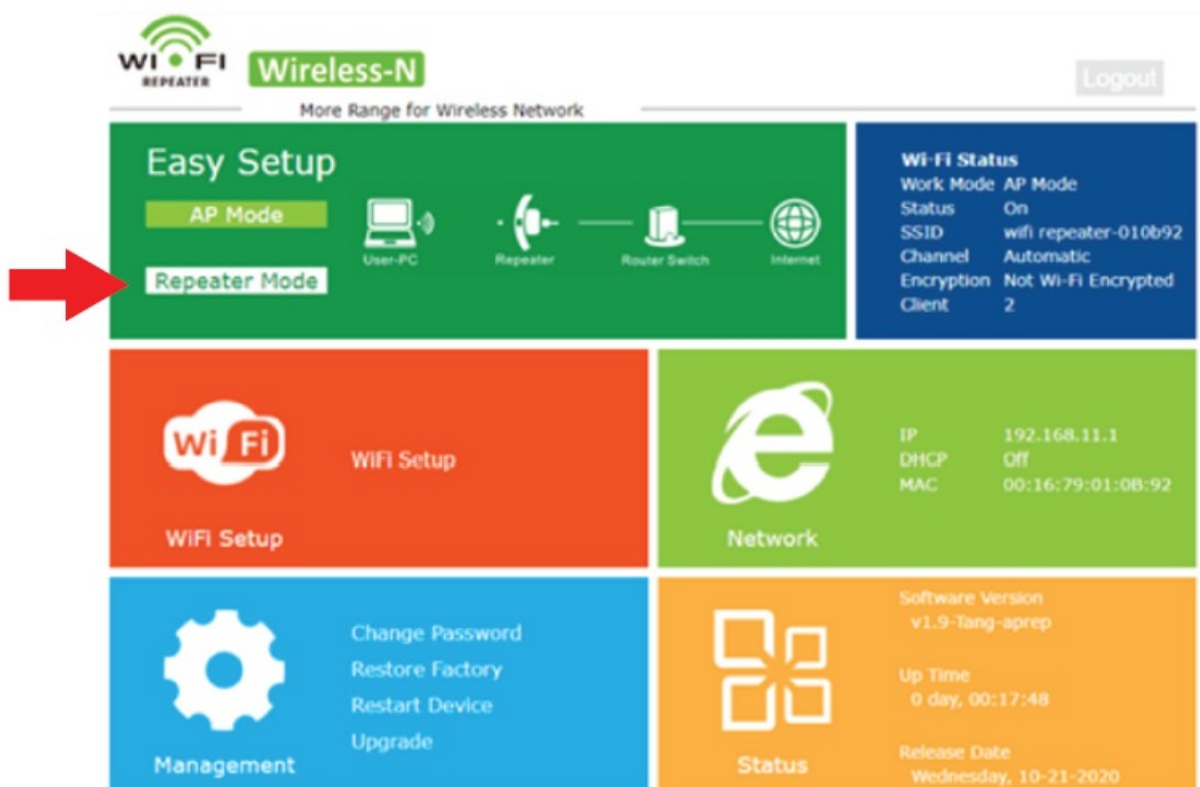 WI FI
REPEATER
Wireless-N
More Range for Wireless Network
Logout
Easy Setup
AP Mode
Repeater Mode
User-PC
Repeater
Router Switch
Internet
Wi-Fi Status
Work Mode AP Mode
Status On
SSID wifi repeater-010b92
Channel Automatic
Encryption Not Wi-Fi Encrypted
Client 2
Wi Fi
WiFi Setup
WiFi Setup
IP 192.168.11.1
DHCP Off
MAC 00:16:79:01:0B:92
Network
Change Password
Restore Factory
Restart Device
Upgrade
Management
Software Version
v1.9-Tang-aprep
Up Time
0 day, 00:17:48
Release Date
Wednesday, 10-21-2020
Status